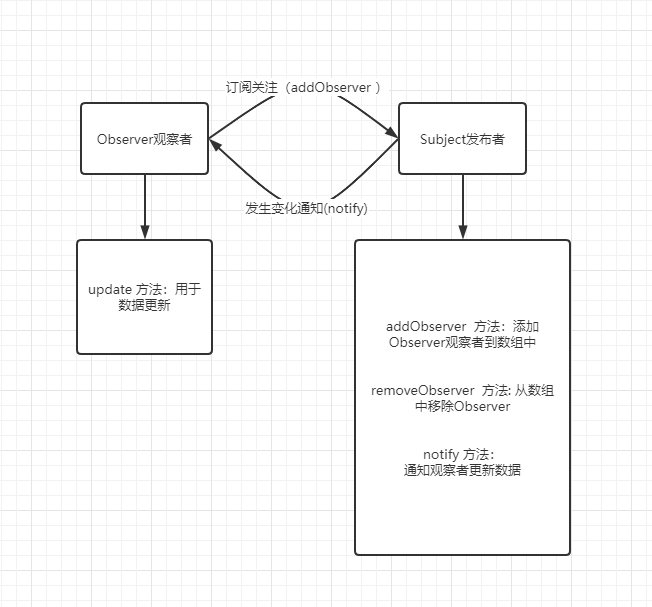 订阅关注（addObserver ）
Observer观察者
Subject发布者
发生变化通知(notify)
update 方法：用于
数据更新
addObserver  方法：添加
Observer观察者到数组中
removeObserver  方法: 从数组
中移除Observer
notify 方法：
通知观察者更新数据